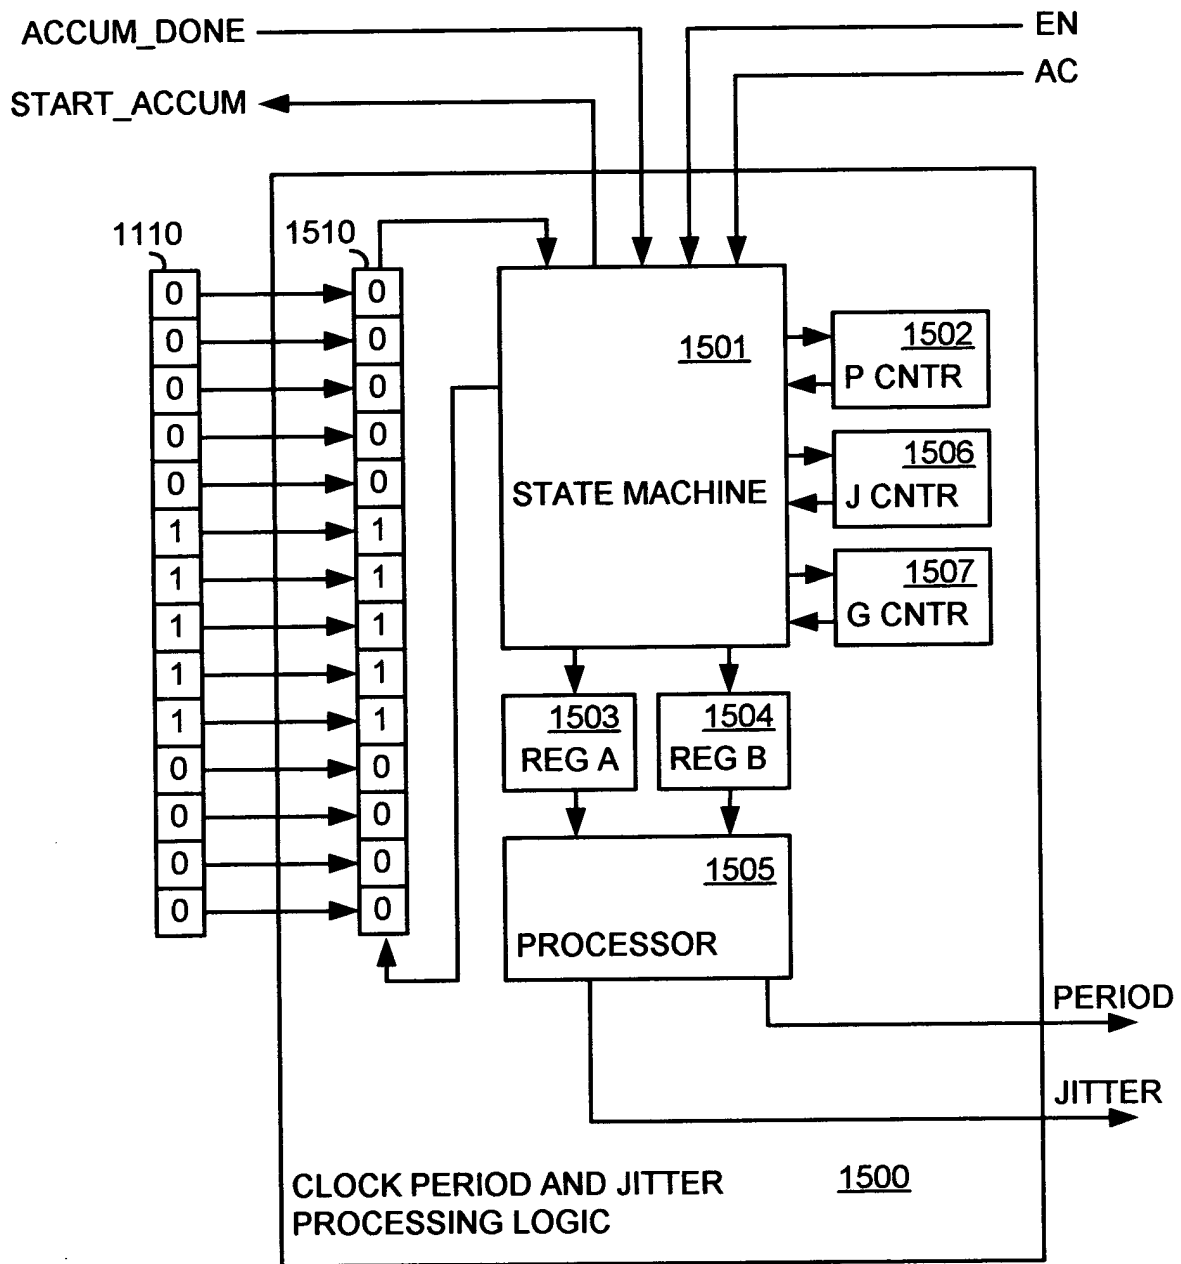 ACCUM_DONE
EN
AC
START_ACCUM
1110
1510
0 0
0 0
0 0
0 0
0 0
1 1
1 1
1 1
1 1
1 1
0 0
0 0
0 0
0 0
1501
STATE MACHINE
1502
P CNTR
1506
J CNTR
1507
G CNTR
1503
REG A
1504
REG B
1505
PROCESSOR
PERIOD
JITTER
CLOCK PERIOD AND JITTER
PROCESSING LOGIC
1500